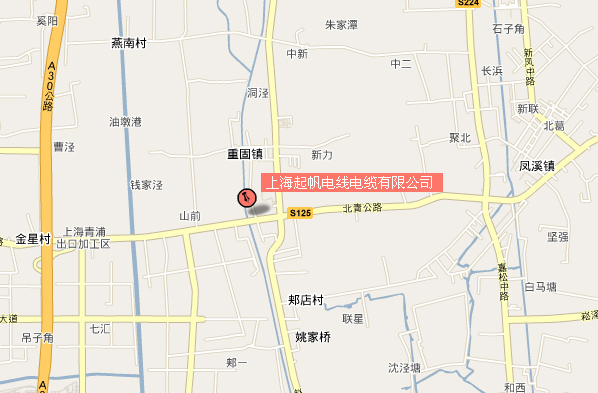 S224
奚阳
朱家潭
石子角
燕南村
中新
新凤中路
中二
长浜
A30公路
洞泾
油墩港
新联
北葛
聚北
曹泾
重固镇
新力
凤溪镇
钱家泾
上海起帆电线电缆有限公司
山前
S125
北青公路
金星村
上海青浦
出口加工区
坚强
嘉松中路
白马塘
郏店村
大道
七汇
联星
崧泽
吊子角
姚家桥
郏一
沈泾塘
和西